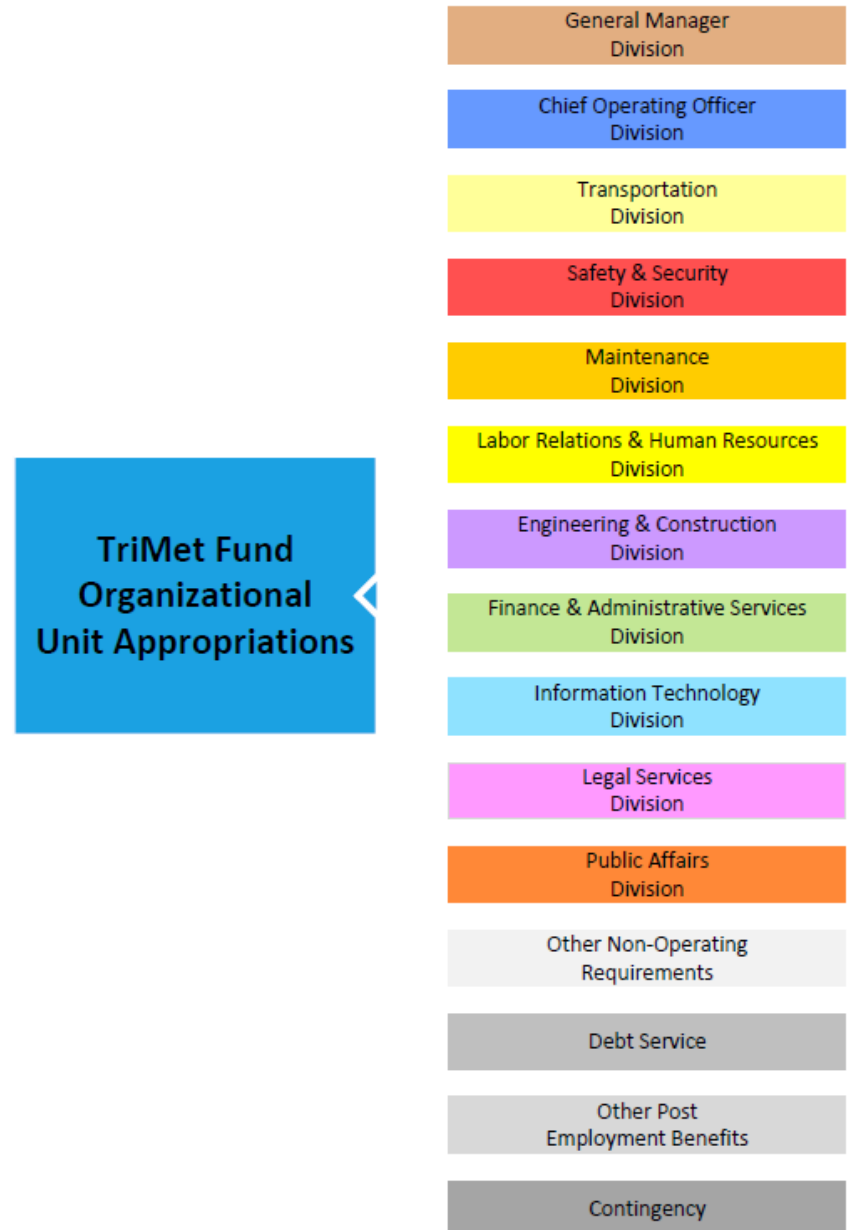 General Manager
Division
Chief Operating Officer
Division
Transportation
Division
Safety & Security
Division
Maintenance
Division
Labor Relations & Human Resources
Division
TriMet Fund
Organizational
Unit Appropriations
Engineering & Construction
Division
Finance & Administrative Services
Division
Information Technology
Division
Legal Services
Division
Public Affairs
Division
Other Non-Operating
Requirements
Debt Service
Other Post
Employment Benefits
Contingency